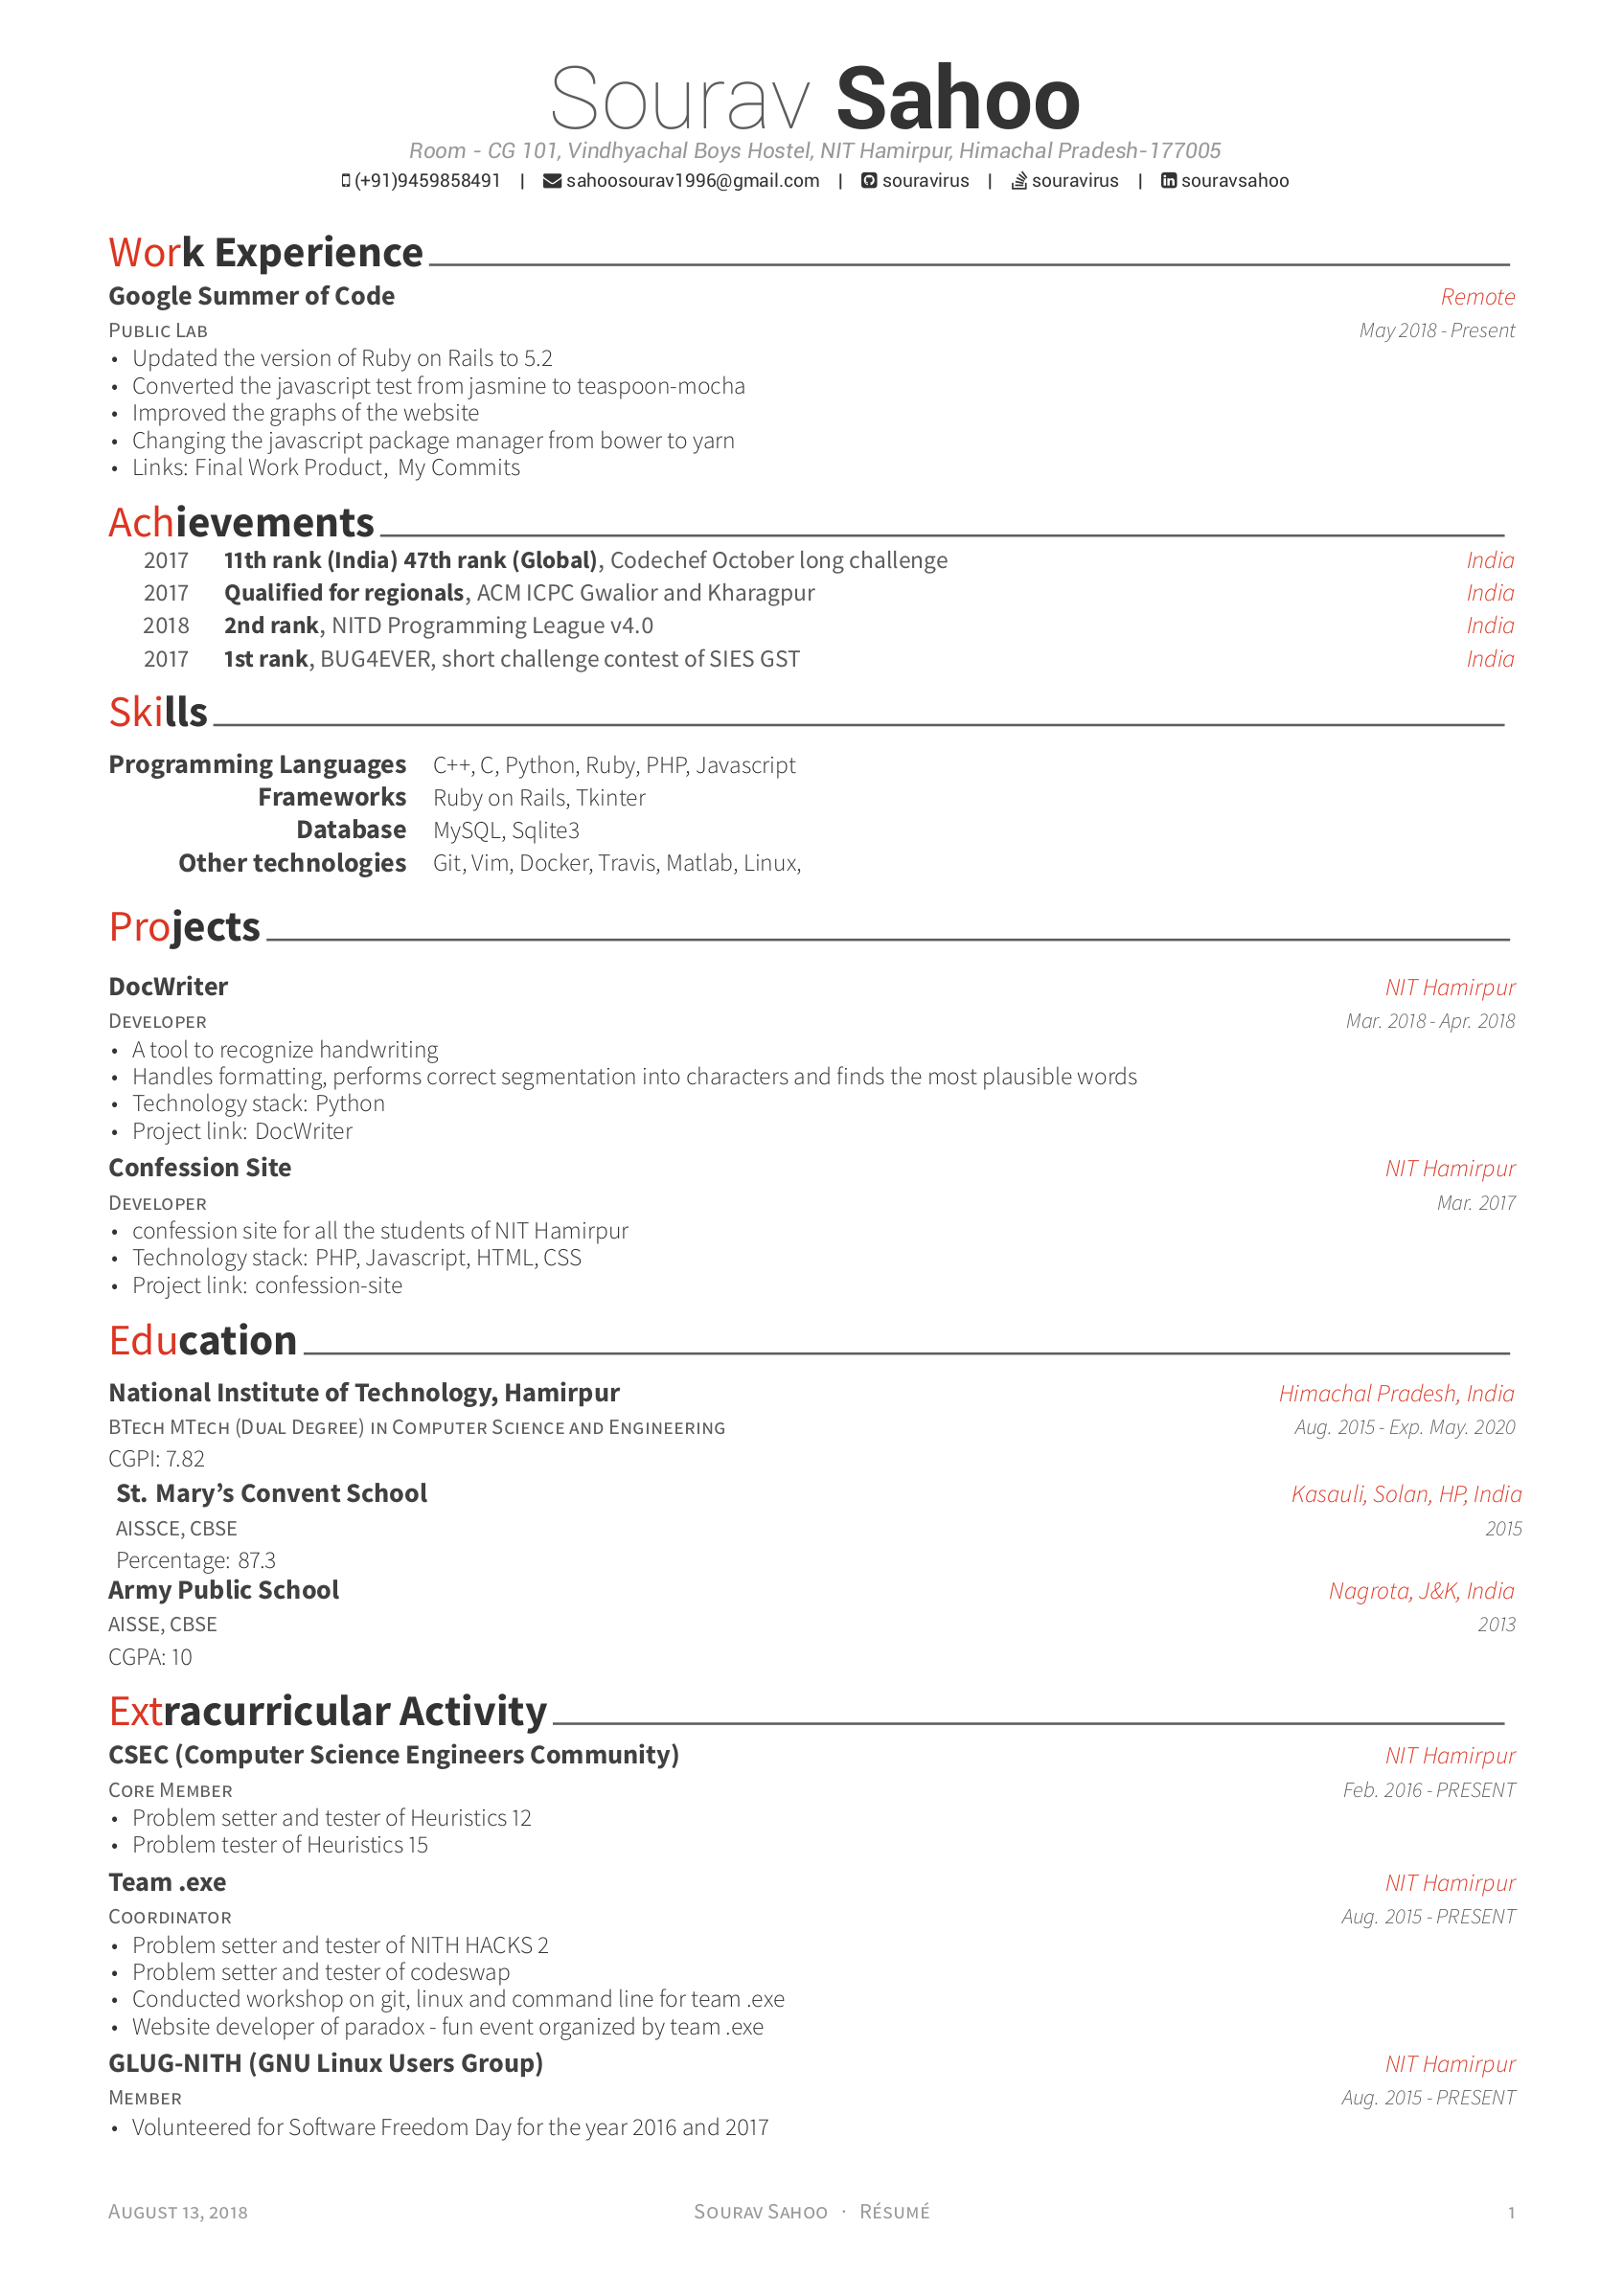 Sourav Sahoo
Room - CG 101, Vindhyachal Boys Hostel, NIT Hamirpur, Himachal Pradesh-177005
(+91)9459858491 | sahoosourav1996@gmail.com | souravirus | souravirus | souravsahoo
Work Experience
Google Summer of Code Remote
Public Lab May 2018 - Present
• Updated the version of Ruby on Rails to 5.2
• Converted the javascript test from jasmine to teaspoon-mocha
• Improved the graphs of the website
• Changing the javascript package manager from bower to yarn
• Links: Final Work Product, My Commits
Achievements
2017 11th rank (India) 47th rank (Global), Codechef October long challenge India
2017 Qualified for regionals, ACM ICPC Gwalior and Kharagpur India
2018 2nd rank, NITD Programming League v4.0 India
2017 1st rank, BUG4EVER, short challenge contest of SIES GST India
Skills
Programming Languages C++, C, Python, Ruby, PHP, Javascript
Frameworks Ruby on Rails, Tkinter
Database MySQL, Sqlite3
Other technologies Git, Vim, Docker, Travis, Matlab, Linux,
Projects
DocWriter NIT Hamirpur
Developer Mar. 2018 - Apr. 2018
• A tool to recognize handwriting
• Handles formatting, performs correct segmentation into characters and finds the most plausible words
• Technology stack: Python
• Project link: DocWriter
Confession Site NIT Hamirpur
Developer Mar. 2017
• confession site for all the students of NIT Hamirpur
• Technology stack: PHP, Javascript, HTML, CSS
• Project link: confession-site
Education
National Institute of Technology, Hamirpur Himachal Pradesh, India
BTech MTech (Dual Degree) in Computer Science and Engineering Aug. 2015 - Exp. May. 2020
CGPI: 7.82
St. Mary's Convent School Kasauli, Solan, HP, India
AISSCE, CBSE 2015
Percentage: 87.3
Army Public School Nagrota, J&K, India
AISSE, CBSE 2013
CGPA: 10
Extracurricular Activity
CSEC (Computer Science Engineers Community) NIT Hamirpur
Core Member Feb. 2016 - PRESENT
• Problem setter and tester of Heuristics 12
• Problem tester of Heuristics 15
Team .exe NIT Hamirpur
Coordinator Aug. 2015 - PRESENT
• Problem setter and tester of NITH HACKS 2
• Problem setter and tester of codeswap
• Conducted workshop on git, linux and command line for team .exe
• Website developer of paradox - fun event organized by team .exe
GLUG-NITH (GNU Linux Users Group) NIT Hamirpur
Member Aug. 2015 - PRESENT
• Volunteered for Software Freedom Day for the year 2016 and 2017
August 13, 2018 Sourav Sahoo · Résumé 1